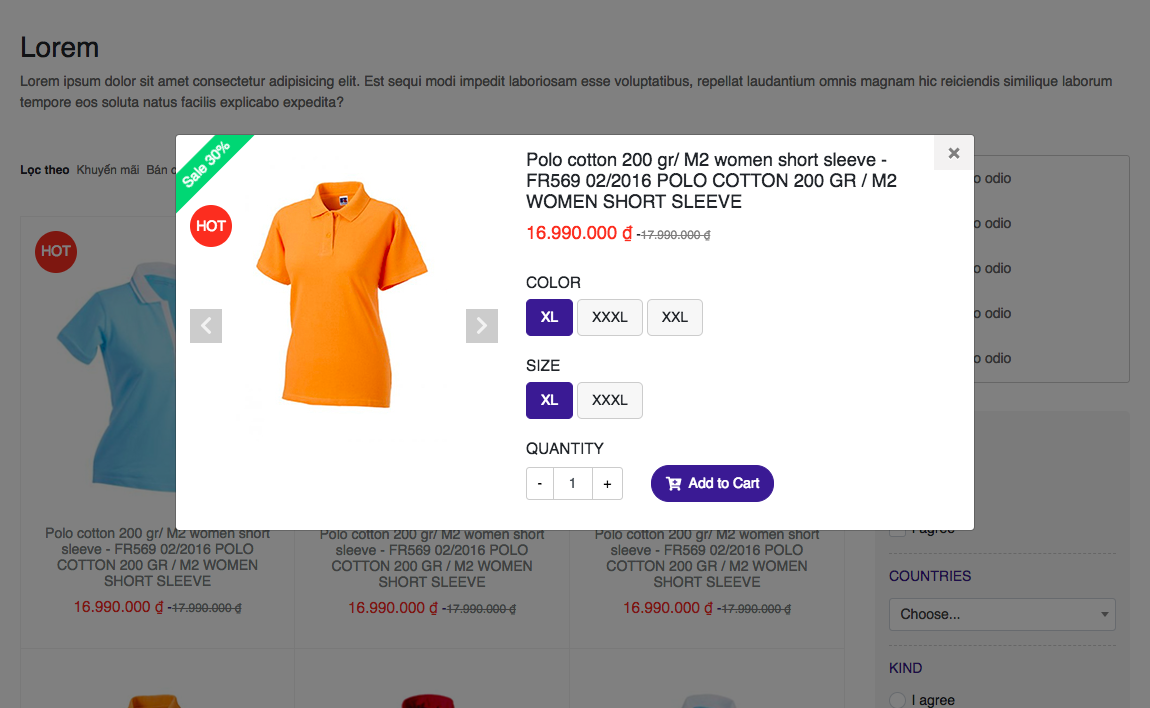 Lorem
Lorem ipsum dolor sit amet consectetur adipisicing elit. Est sequi modi impedit laboriosam esse voluptatibus, repellat laudantium omnis magnam hic reiciendis similique laborum
tempore eos soluta natus facilis explicabo expedita?
Lọc theo Khuyến mãi Bán
Sale 30%
HOT
×
Polo cotton 200 gr/ M2 women short sleeve -
FR569 02/2016 POLO COTTON 200 GR / M2
WOMEN SHORT SLEEVE
16.990.000 ₫ -17.990.000 ₫
COLOR
XL XXXL XXL
SIZE
XL XXXL
QUANTITY
- 1 + Add to Cart
HOT
Polo cotton 200 gr/ M2 women short
sleeve - FR569 02/2016 POLO
COTTON 200 GR / M2 WOMEN
SHORT SLEEVE
16.990.000 ₫ -17.990.000 ₫
Polo cotton 200 gr/ M2 women short
sleeve - FR569 02/2016 POLO
COTTON 200 GR / M2 WOMEN
SHORT SLEEVE
16.990.000 ₫ -17.990.000 ₫
Polo cotton 200 gr/ M2 women short
sleeve - FR569 02/2016 POLO
COTTON 200 GR / M2 WOMEN
SHORT SLEEVE
16.990.000 ₫ -17.990.000 ₫
odio
odio
odio
odio
odio
I agree
COUNTRIES
Choose...
KIND
I agree